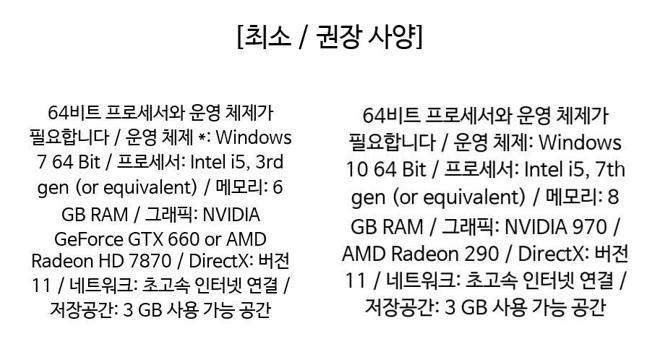 [최소 / 권장 사양]
64비트 프로세서와 운영 체제가
필요합니다 / 운영 체제 *: Windows
7 64 Bit / 프로세서: Intel i5, 3rd
gen (or equivalent) / 메모리: 6
GB RAM / 그래픽: NVIDIA
GeForce GTX 660 or AMD
Radeon HD 7870 / DirectX: 버전
11 / 네트워크: 초고속 인터넷 연결 /
저장공간: 3 GB 사용 가능 공간
64비트 프로세서와 운영 체제가
필요합니다 / 운영 체제: Windows
10 64 Bit / 프로세서: Intel i5, 7th
gen (or equivalent) / 메모리: 8
GB RAM / 그래픽: NVIDIA 970 /
AMD Radeon 290 / DirectX: 버전
11 / 네트워크: 초고속 인터넷 연결 /
저장공간: 3 GB 사용 가능 공간